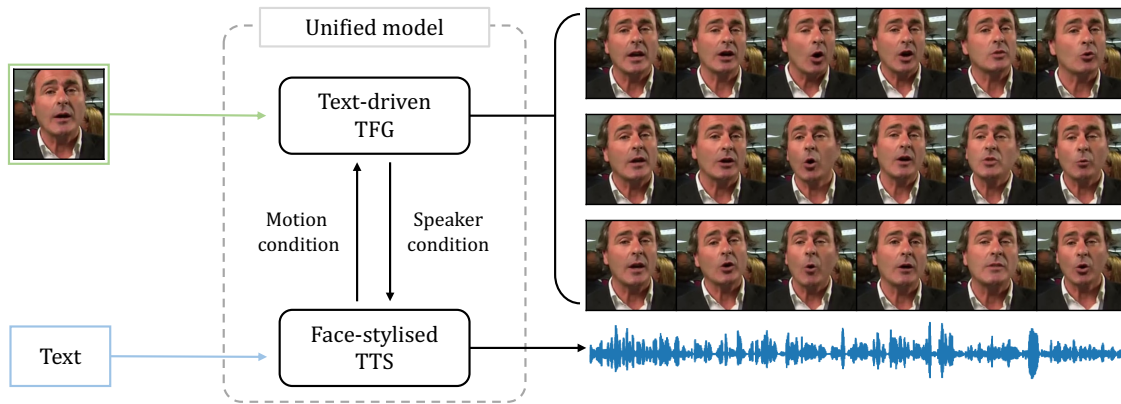 Unified model
Text-driven
TFG
Motion
condition
Speaker
condition
Text
Face-stylised
TTS